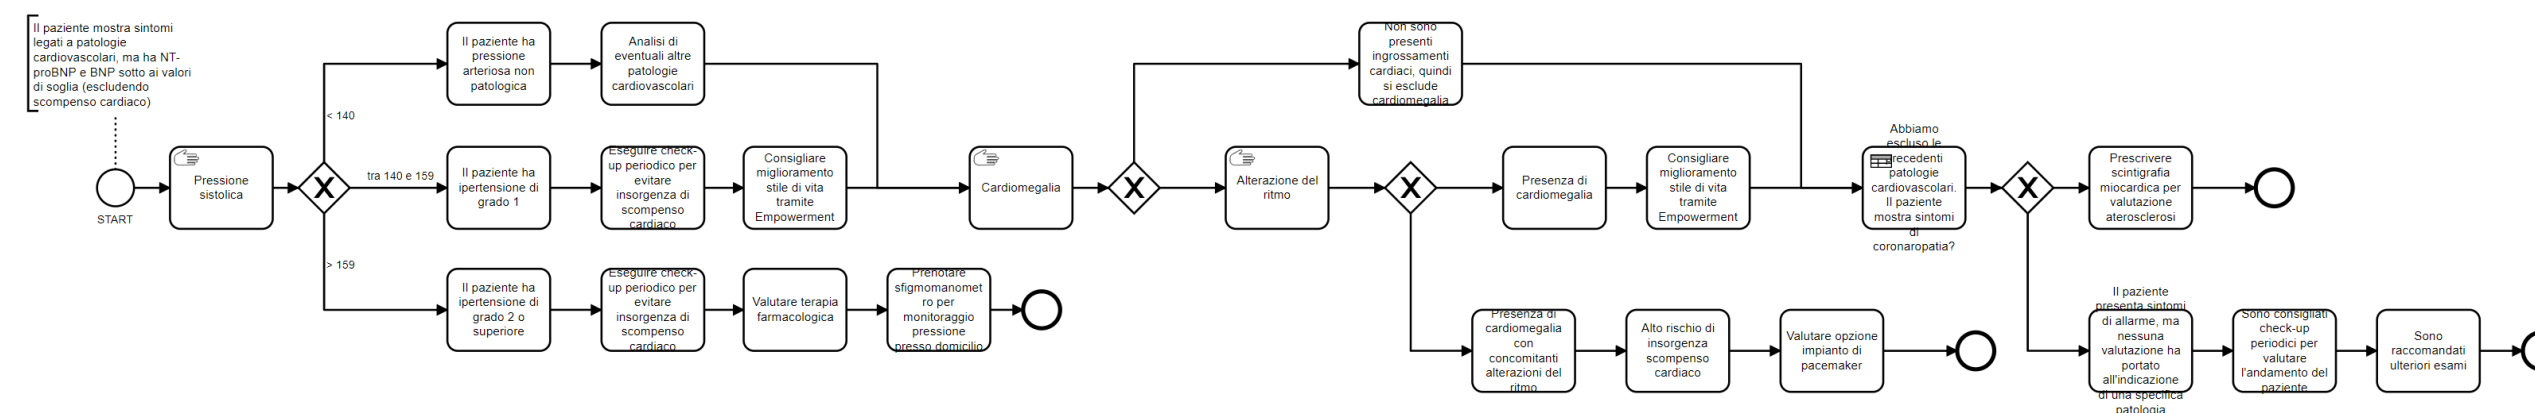 Il paziente mostra sintomi
legati a patologie
cardiovascolari, ma ha NT-
proBNP e BNP sotto ai valori
di soglia (escludendo
scompenso cardiaco)
START
Pressione
sistolica
< 140
tra 140 e 159
> 159
Il paziente ha
pressione
arteriosa non
patologica
Analisi di
eventuali altre
patologie
cardiovascolari
Il paziente ha
ipertensione di
grado 1
Eseguire check-
up periodico per
evitare
insorgenza di
scompenso
cardiaco
Consigliare
miglioramento
stile di vita
tramite
Empowerment
Il paziente ha
ipertensione di
grado 2 o
superiore
Eseguire check-
up periodico per
evitare
insorgenza di
scompenso
cardiaco
Valutare terapia
farmacologica
Prenotare
sfigmomanomet
ro per
monitoraggio
pressione
presso domicilio
Cardiomegalia
Non sono
presenti
ingrossamenti
cardiaci, quindi
si esclude
cardiomegalia
Alterazione del
ritmo
Presenza di
cardiomegalia
Consigliare
miglioramento
stile di vita
tramite
Empowerment
Presenza di
cardiomegalia
con
concomitanti
alterazioni del
ritmo
Alto rischio di
insorgenza
scompenso
cardiaco
Valutare opzione
impianto di
pacemaker
Abbiamo
escluso le
precedenti
patologie
cardiovascolari.
Il paziente
mostra sintomi
di
coronaropatia?
Prescrivere
scintigrafia
miocardica per
valutazione
aterosclerosi
Il paziente
presenta sintomi
di allarme, ma
nessuna
valutazione ha
portato
all'indicazione
di una specifica
patologia
Sono consigliati
check-up
periodici per
valutare
l'andamento del
paziente
Sono
raccomandati
ulteriori esami